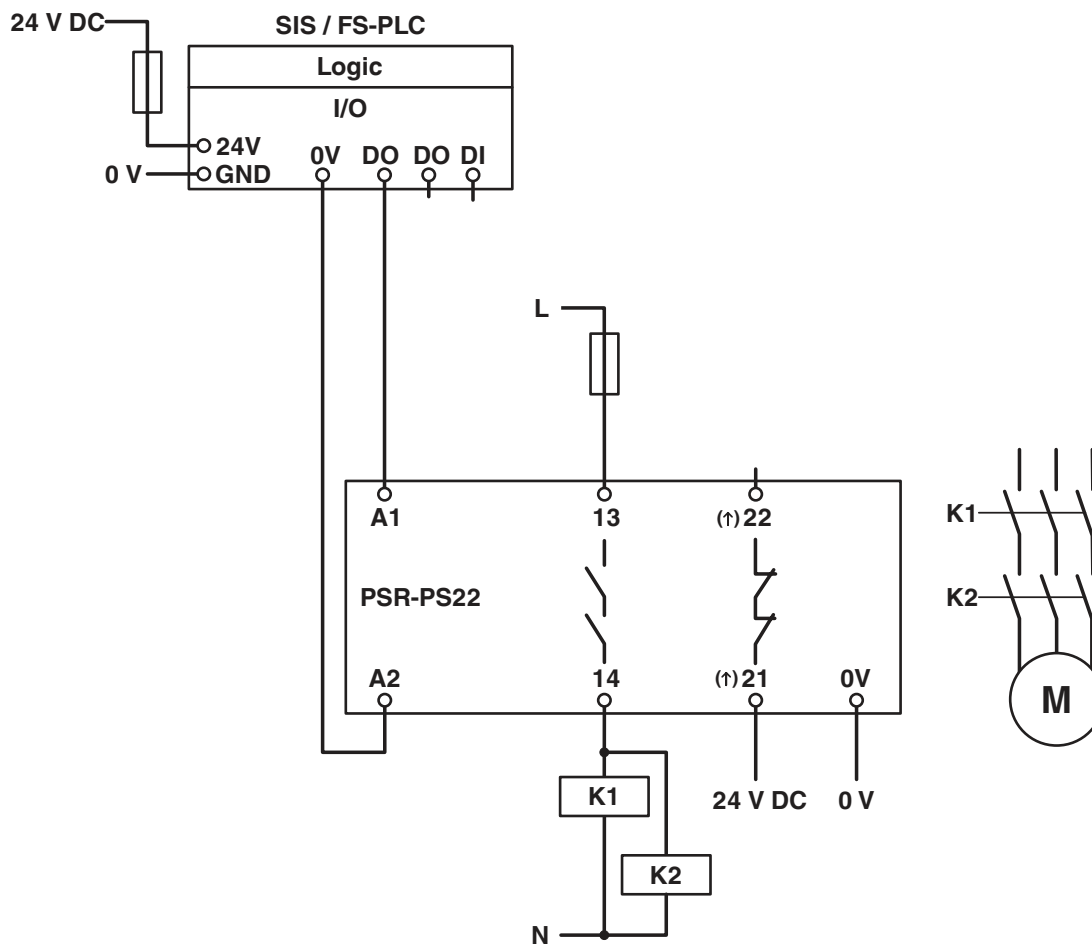 24 V DC
SIS / FS-PLC
Logic
I/O
24V
0V DO DO DI
0 V
GND
L
A1
13
(↑) 22
K1
PSR-PS22
K2
A2
14
(↑) 21
0V
M
K1
24 V DC
0 V
K2
N